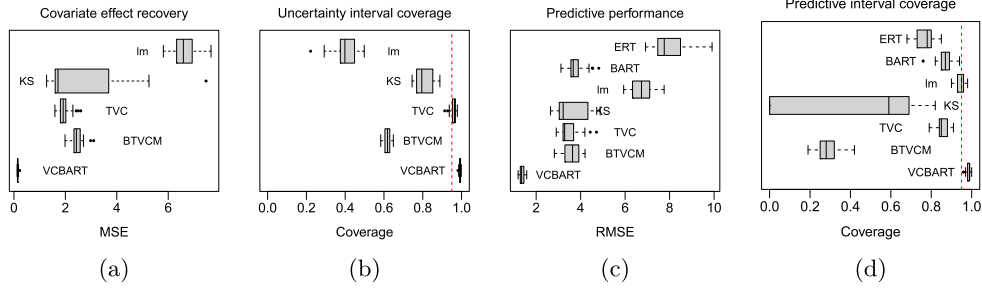 Covariate effect recovery
lm
KS
TVC
BTVCM
VCBART
0 2 4 6
MSE
(a)
Uncertainty interval coverage
lm
KS
TVC
BTVCM
VCBART
0.0 0.2 0.4 0.6 0.8 1.0
Coverage
(b)
Predictive performance
ERT
BART
lm
KS
TVC
BTVCM
VCBART
2 4 6 8 10
RMSE
(c)
Predictive interval coverage
ERT
BART
lm
KS
TVC
BTVCM
VCBART
0.0 0.2 0.4 0.6 0.8 1.0
Coverage
(d)